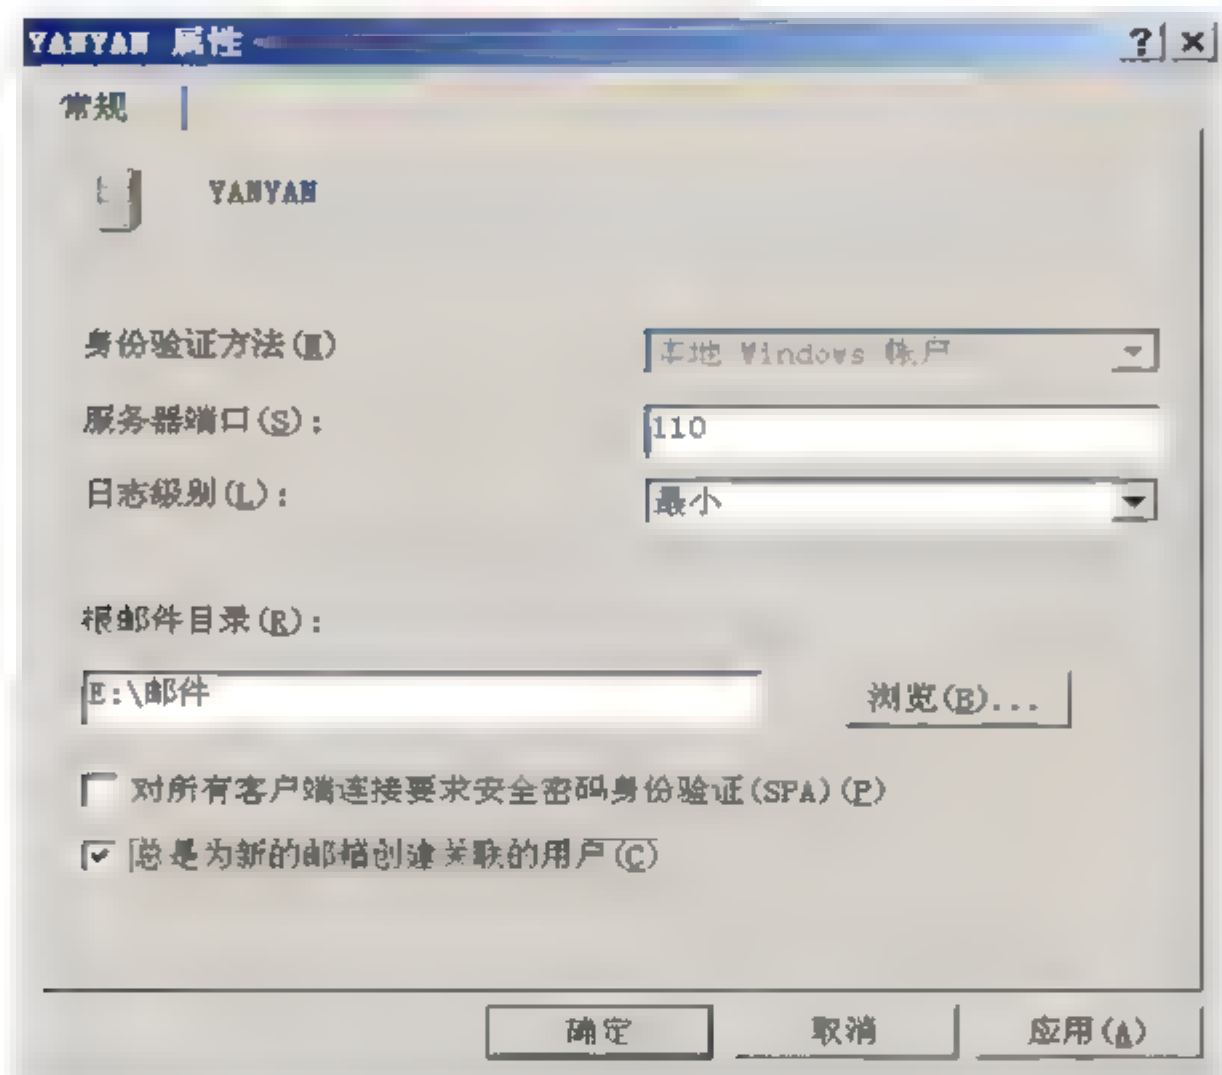 YANYAN 属性
常规
YANYAN
身份验证方法(M)
本地 Windows 帐户
服务器端口(S):
110
日志级别(L):
最小
根邮件目录(R):
E:\邮件
浏览(B)...
对所有客户端连接要求安全密码身份验证(SPA)(P)
总是为新的邮箱创建关联的用户(C)
确定
取消
应用(A)